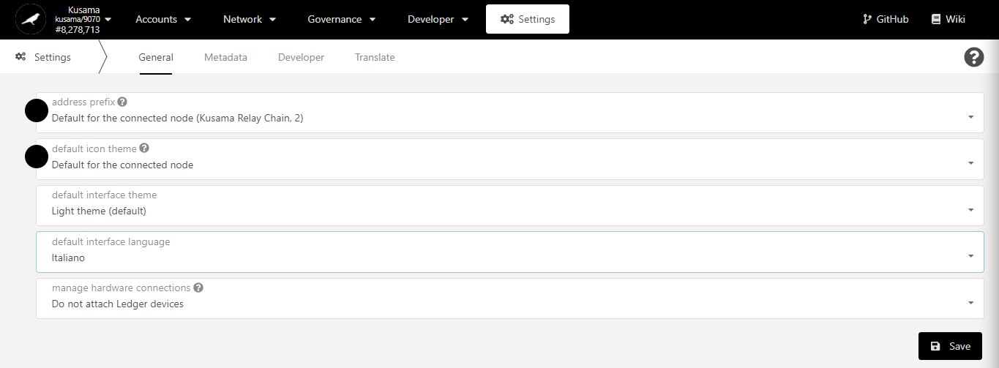 Kusama
kusama/9070
#8,278,713
Accounts
Network
Governance
Developer
Settings
GitHub
Wiki
Settings
General
Metadata
Developer
Translate
address prefix
Default for the connected node (Kusama Relay Chain, 2)
default icon theme
Default for the connected node
default interface theme
Light theme (default)
default interface language
Italiano
manage hardware connections
Do not attach Ledger devices
Save